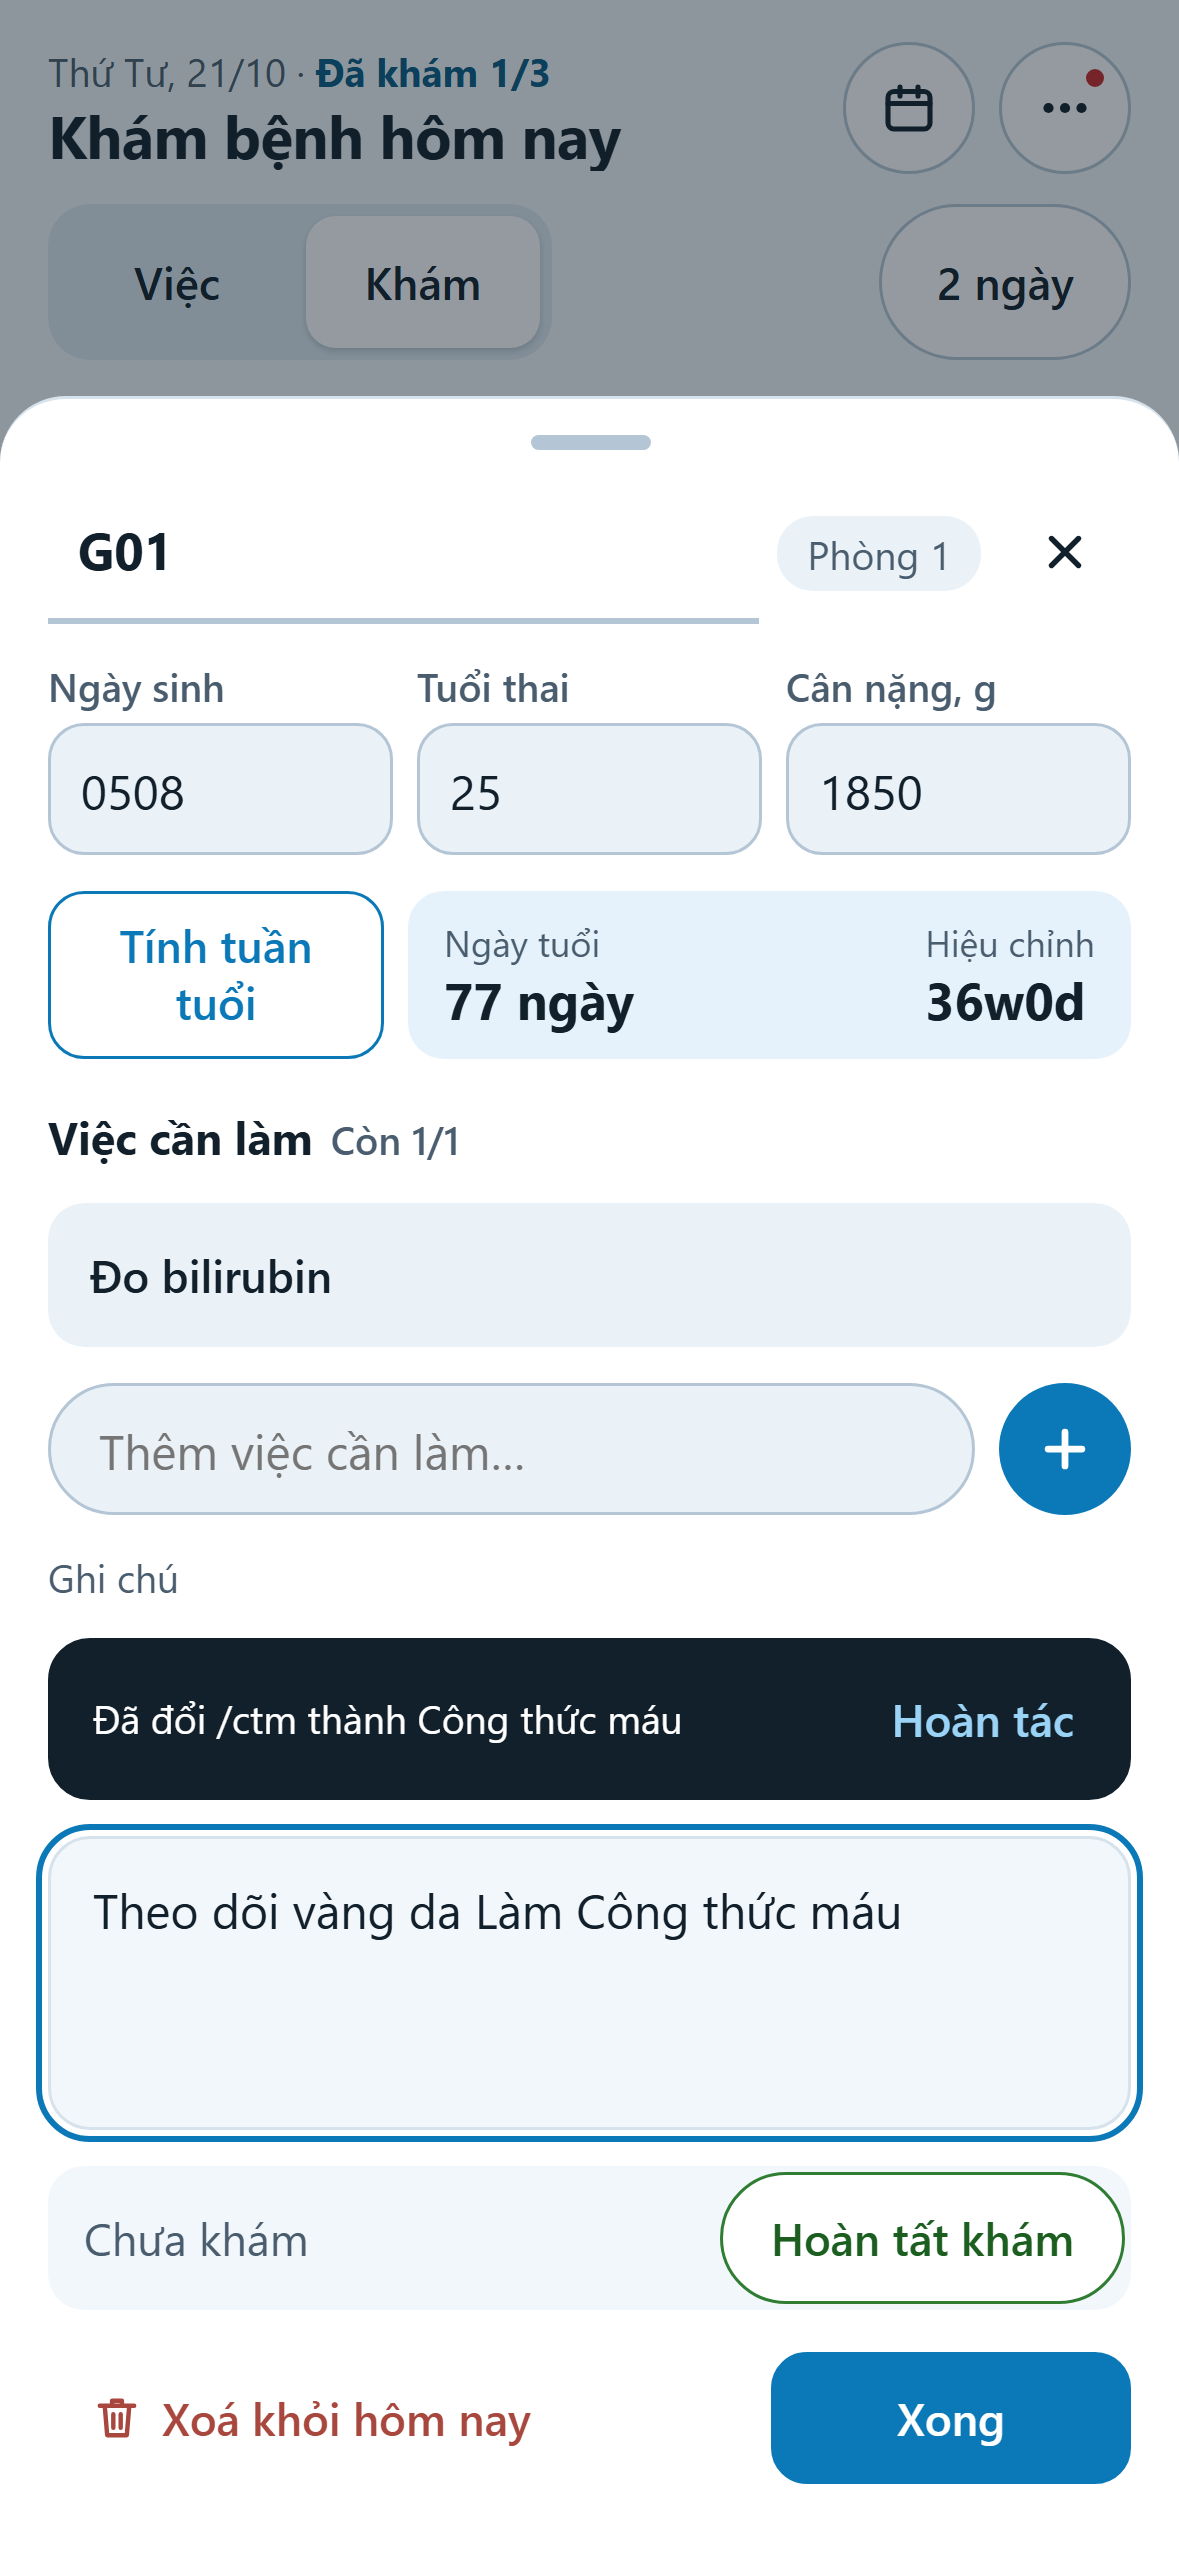 Thứ Tư, 21/10 · Đã khám 1/3
Khám bệnh hôm nay
Việc
Khám
2 ngày
G01
Phòng 1
Ngày sinh
Tuổi thai
Cân nặng, g
0508
25
1850
Tính tuần
tuổi
Ngày tuổi
Hiệu chỉnh
77 ngày
36w0d
Việc cần làm Còn 1/1
Đo bilirubin
Thêm việc cần làm...
Ghi chú
Đã đổi /ctm thành Công thức máu
Hoàn tác
Theo dõi vàng da Làm Công thức máu
Chưa khám
Hoàn tất khám
Xoá khỏi hôm nay
Xong